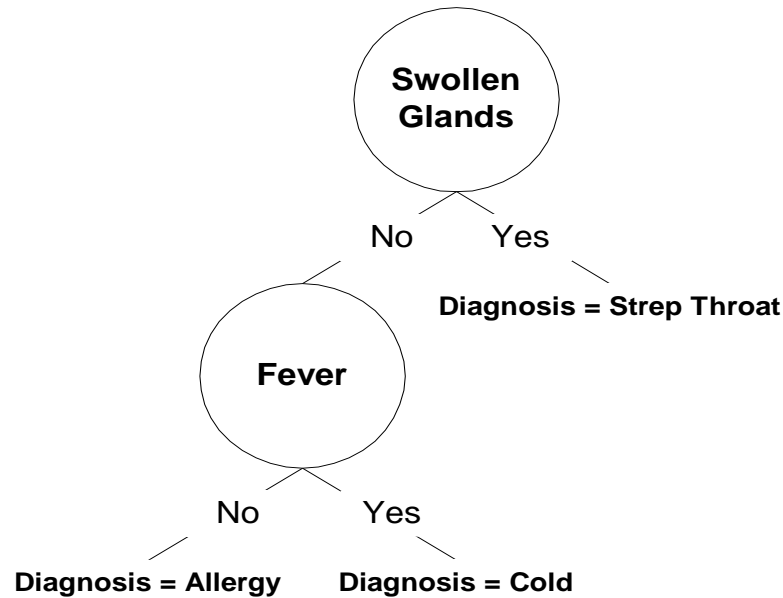 Swollen
Glands
No
Yes
Diagnosis = Strep Throat
Fever
No
Yes
Diagnosis = Allergy
Diagnosis = Cold